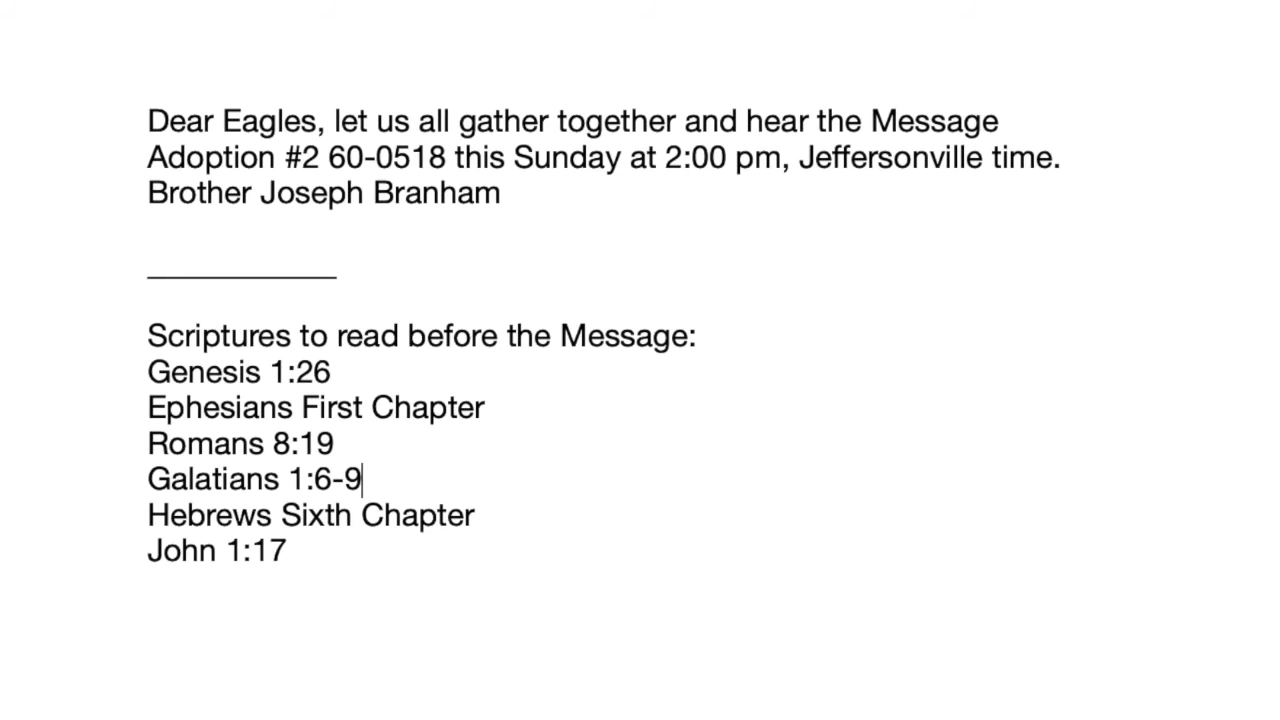 Dear Eagles, let us all gather together and hear the Message
Adoption #2 60-0518 this Sunday at 2:00 pm, Jeffersonville time.
Brother Joseph Branham
____________
Scriptures to read before the Message:
Genesis 1:26
Ephesians First Chapter
Romans 8:19
Galatians 1:6-9
Hebrews Sixth Chapter
John 1:17